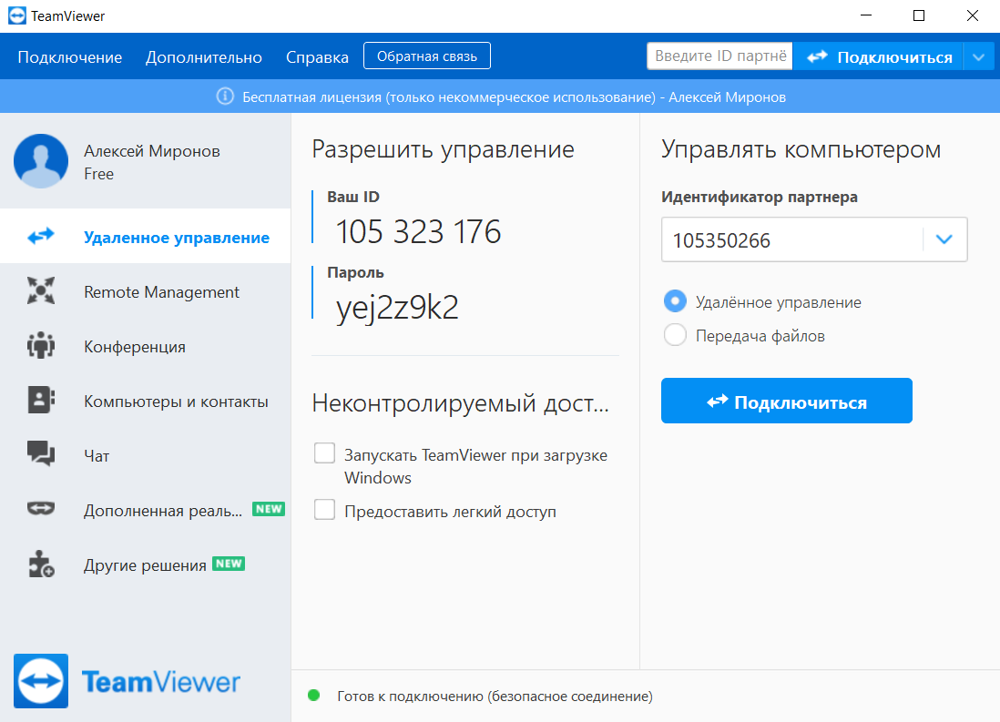 TeamViewer
Подключение Дополнительно Справка Обратная связь Введите ID партнё Подключиться
Бесплатная лицензия (только некоммерческое использование) - Алексей Миронов
Алексей Миронов
Free
Удаленное управление
Remote Management
Конференция
Компьютеры и контакты
Чат
Дополненная реаль... NEW
Другие решения NEW
TeamViewer
Разрешить управление
Ваш ID
105 323 176
Пароль
yej2z9k2
Неконтролируемый дост...
Запускать TeamViewer при загрузке
Windows
Предоставить легкий доступ
Управлять компьютером
Идентификатор партнера
105350266
Удалённое управление
Передача файлов
Подключиться
Готов к подключению (безопасное соединение)